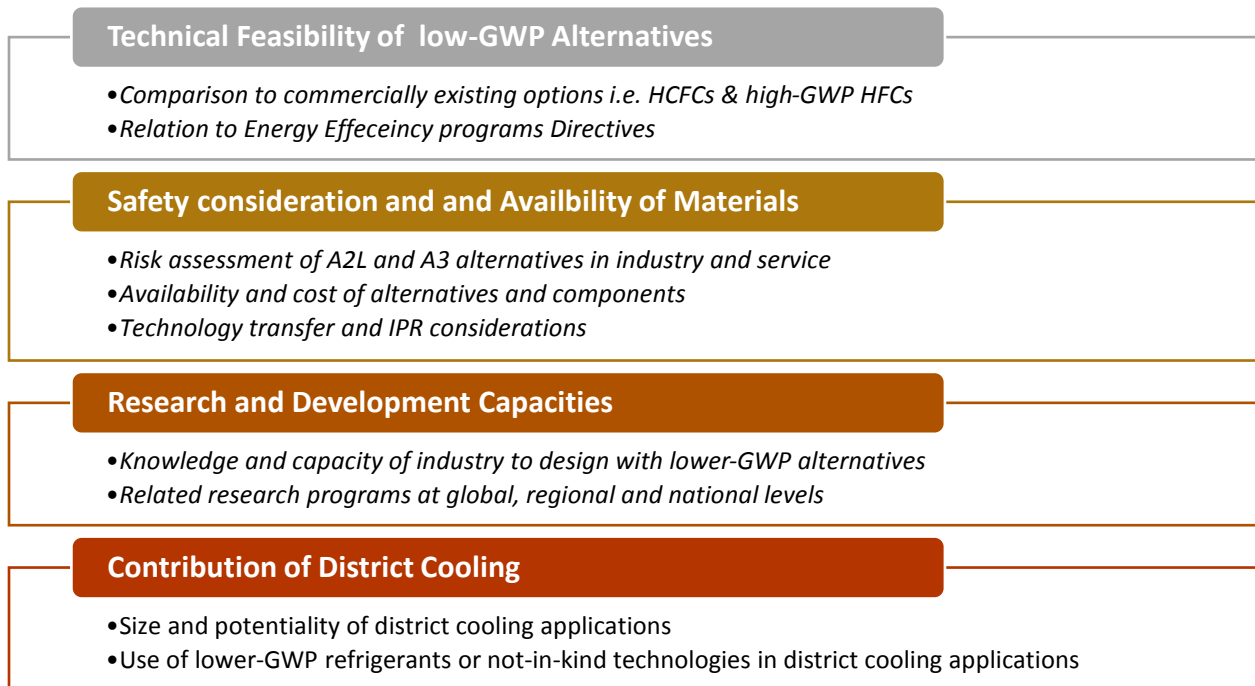 Technical Feasibility of  low-GWP Alternatives
•Comparison to commercially existing options i.e. HCFCs & high-GWP HFCs
•Relation to Energy Effeceincy programs Directives
Safety consideration and and Availbility of Materials
•Risk assessment of A2L and A3 alternatives in industry and service
•Availability and cost of alternatives and components
•Technology transfer and IPR considerations
Research and Development Capacities
•Knowledge and capacity of industry to design with lower-GWP alternatives
•Related research programs at global, regional and national levels
Contribution of District Cooling
•Size and potentiality of district cooling applications
•Use of lower-GWP refrigerants or not-in-kind technologies in district cooling applications